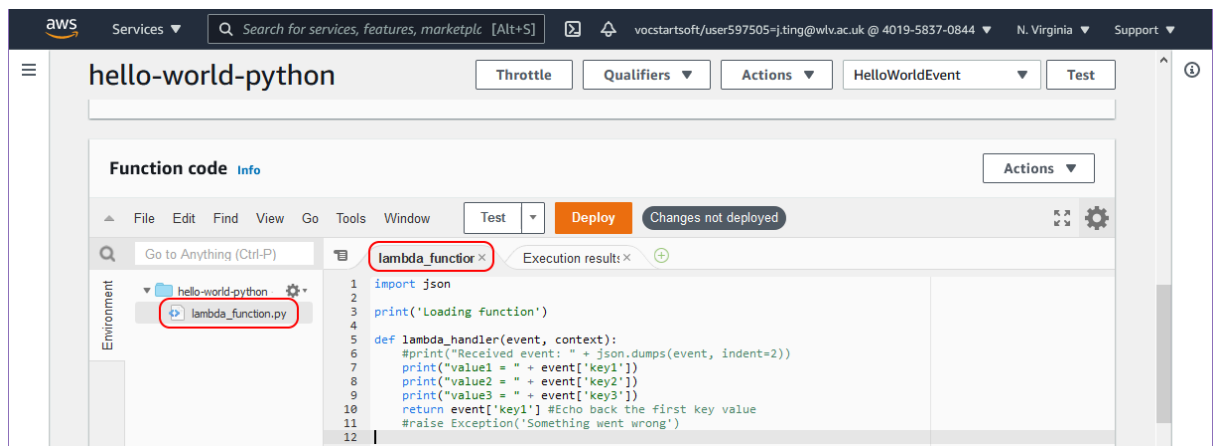 aws Services ▼ Search for services, features, marketplc [Alt+S] vocstartsoft/user597505=j.ting@wlv.ac.uk @ 4019-5837-0844 ▼ N. Virginia ▼ Support ▼
hello-world-python Throttle Qualifiers ▼ Actions ▼ HelloWorldEvent ▼ Test
Function code Info Actions ▼
File Edit Find View Go Tools Window Test Deploy Changes not deployed
Go to Anything (Ctrl-P) lambda_functior × Execution results ×
Environment
hello-world-python
lambda_function.py
1 import json
2
3 print('Loading function')
4
5 def lambda_handler(event, context):
6 #print("Received event: " + json.dumps(event, indent=2))
7 print("value1 = " + event['key1'])
8 print("value2 = " + event['key2'])
9 print("value3 = " + event['key3'])
10 return event['key1'] #Echo back the first key value
11 #raise Exception('Something went wrong')
12